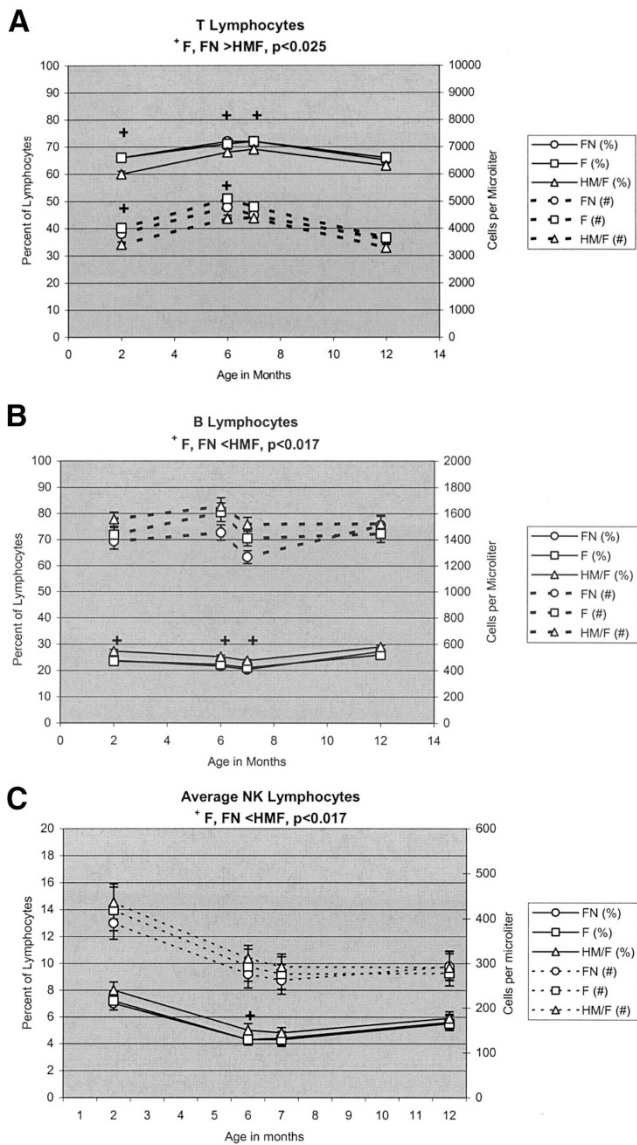 A
T Lymphocytes
+ F, FN >HMF, p<0.025
100
90
80
70
60
50
40
30
20
10
0
Percent of Lymphocytes
10000
9000
8000
7000
6000
5000
4000
3000
2000
1000
0
Cells per Microliter
0 2 4 6 8 10 12 14
Age in Months
+ + +
+
+
FN (%)
F (%)
HM/F (%)
FN (#)
F (#)
HM/F (#)
B
B Lymphocytes
+ F, FN <HMF, p<0.017
100
90
80
70
60
50
40
30
20
10
0
Percent of Lymphocytes
2000
1800
1600
1400
1200
1000
800
600
400
200
0
Cells per Microliter
0 2 4 6 8 10 12 14
Age in Months
+ + +
FN (%)
F (%)
HM/F (%)
FN (#)
F (#)
HM/F (#)
C
Average NK Lymphocytes
+ F, FN <HMF, p<0.017
20
18
16
14
12
10
8
6
4
2
0
Percent of Lymphocytes
600
500
400
300
200
100
0
Cells per microliter
1 2 3 4 5 6 7 8 9 10 11 12
Age in months
+
FN (%)
F (%)
HM/F (%)
FN (#)
F (#)
HM/F (#)